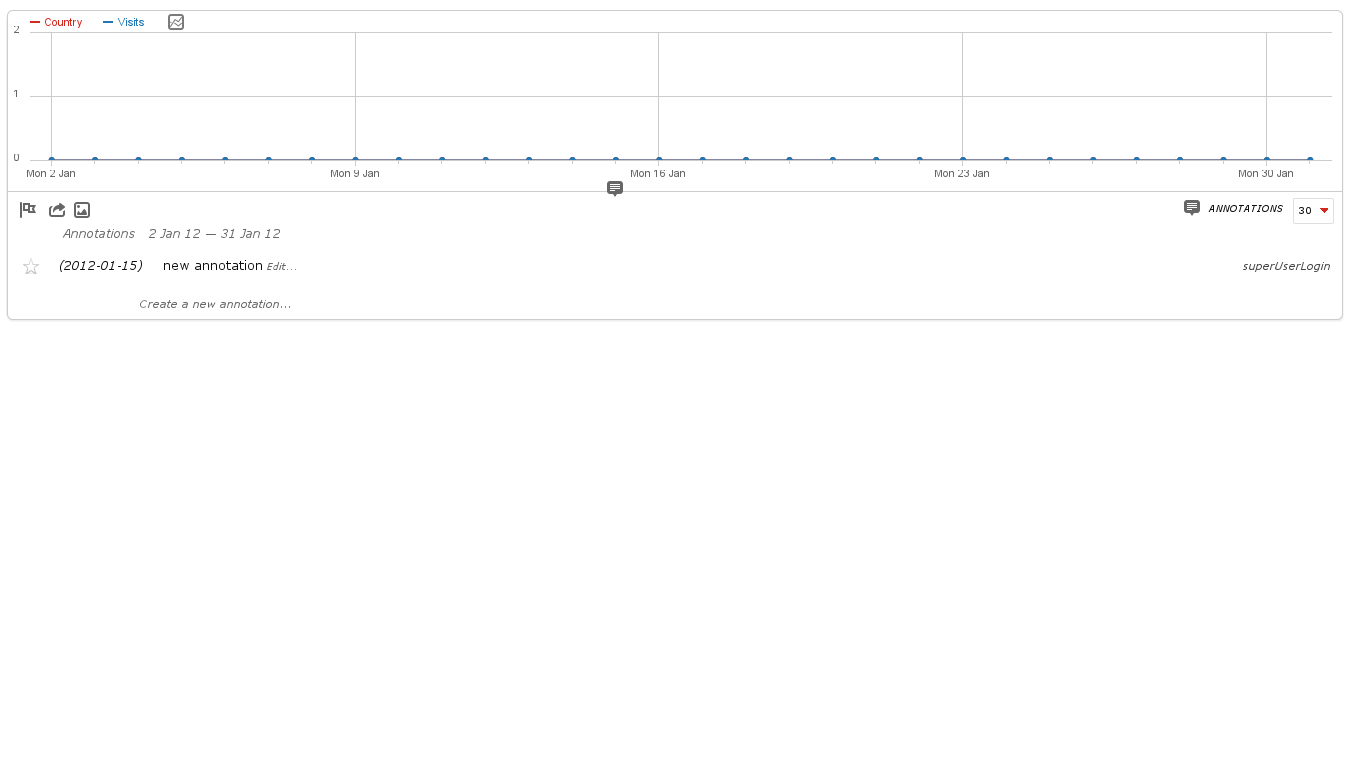 Country Visits
2
1
0
Mon 2 Jan Mon 9 Jan Mon 16 Jan Mon 23 Jan Mon 30 Jan
ANNOTATIONS 30
Annotations 2 Jan 12 — 31 Jan 12
(2012-01-15) new annotation Edit... superUserLogin
Create a new annotation...